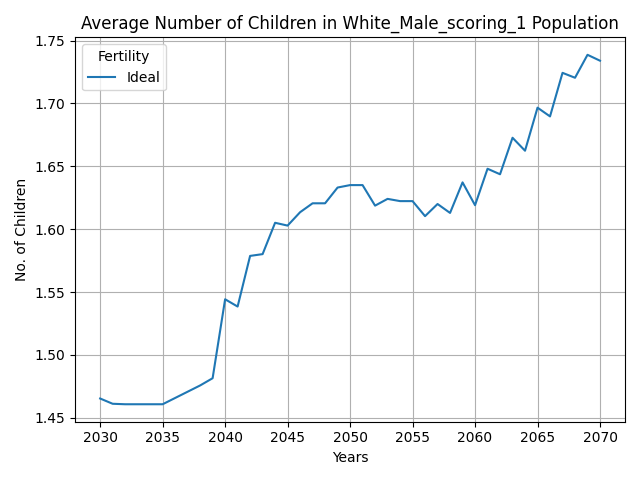 Average Number of Children in White_Male_scoring_1 Population
Fertility
Ideal
No. of Children
1.75
1.70
1.65
1.60
1.55
1.50
1.45
2030 2035 2040 2045 2050 2055 2060 2065 2070
Years